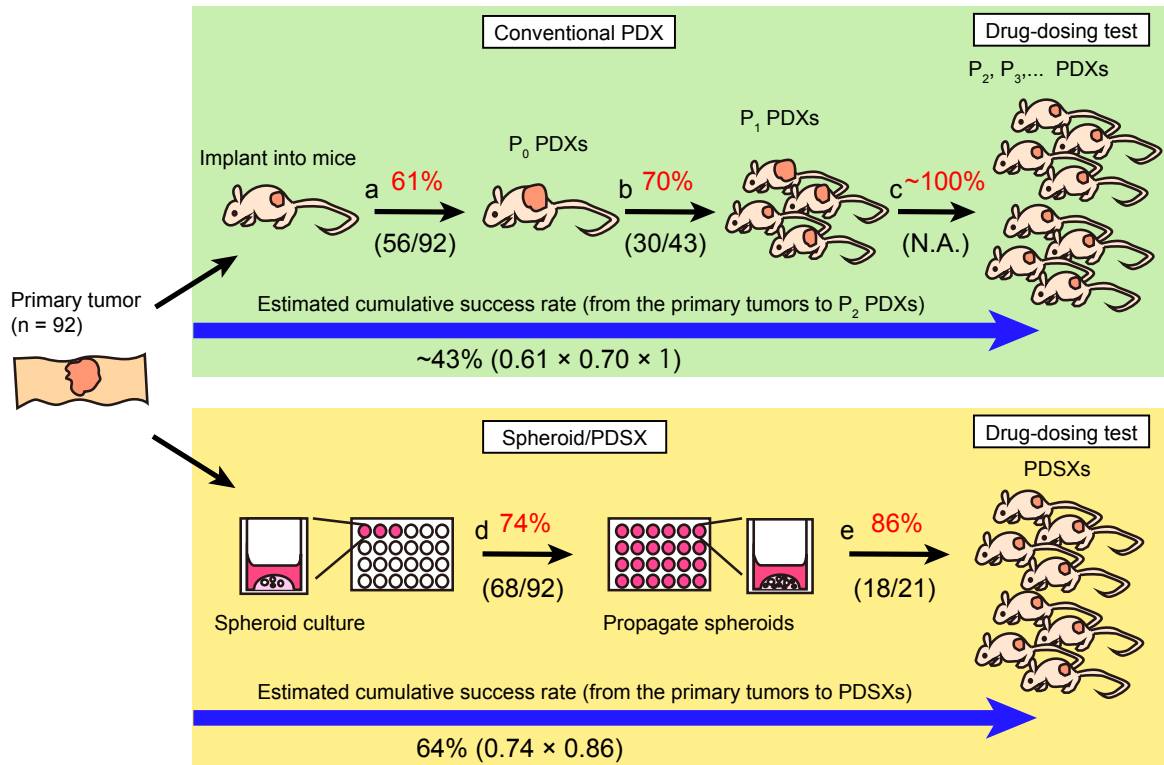 Conventional PDX
Drug-dosing test
P2, P3,... PDXs
Implant into mice
P0 PDXs
P1 PDXs
a 61%
(56/92)
b 70%
(30/43)
c ~100%
(N.A.)
Primary tumor
(n = 92)
Estimated cumulative success rate (from the primary tumors to P2 PDXs)
~43% (0.61 × 0.70 × 1)
Spheroid/PDSX
Drug-dosing test
PDSXs
d 74%
(68/92)
e 86%
(18/21)
Spheroid culture
Propagate spheroids
Estimated cumulative success rate (from the primary tumors to PDSXs)
64% (0.74 × 0.86)